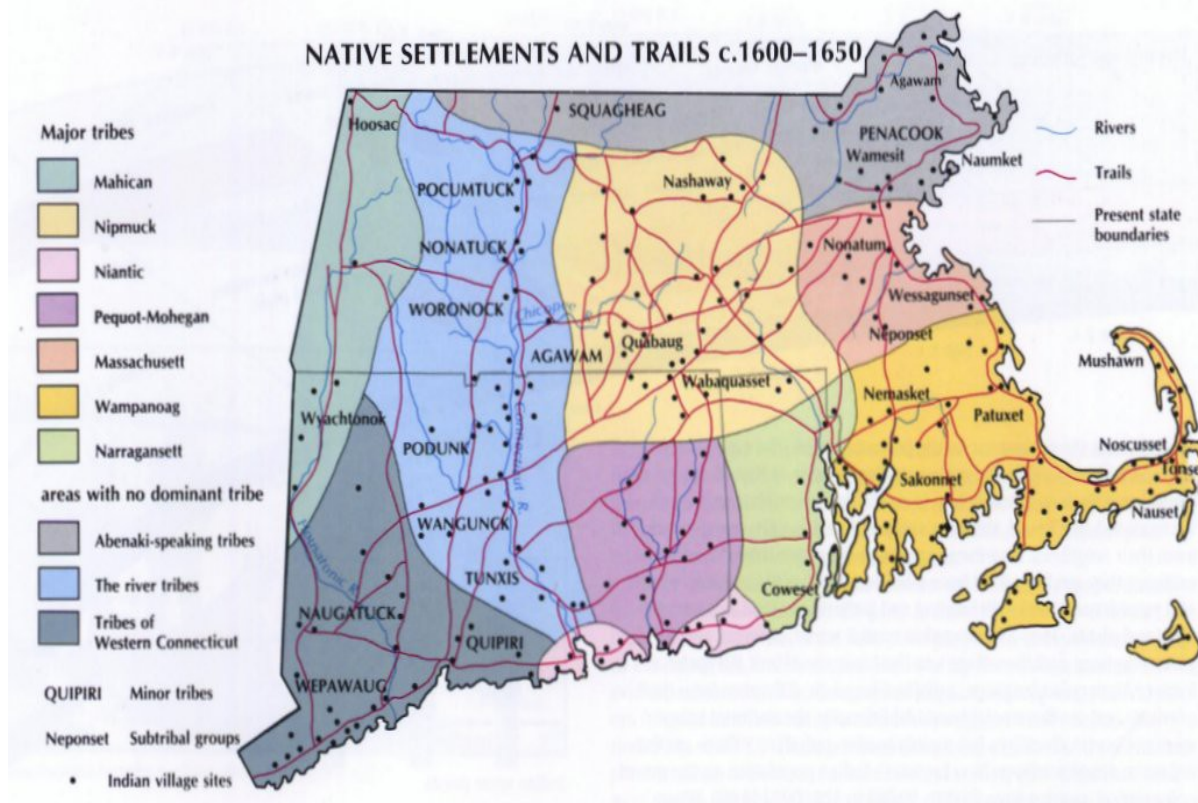 NATIVE SETTLEMENTS AND TRAILS c.1600–1650
Major tribes
Mahican
Nipmuck
Niantic
Pequot-Mohegan
Massachusett
Wampanoag
Narragansett
areas with no dominant tribe
Abenaki-speaking tribes
The river tribes
Tribes of
Western Connecticut
QUIPIRI Minor tribes
Neponset Subtribal groups
Indian village sites
Rivers
Trails
Present state
boundaries
Hoosac
SQUAGHEAG
Agawam
PENACOOK
Wamesit
Naumket
POCUMTUCK
Nashaway
NONATUCK
Nonatum
WORONOCK
Chicopee R.
Wessagunset
Neponset
AGAWAM
Quabaug
Wabaquasset
Mushawn
Nemasket
Patuxet
Wyachtonok
Connecticut R.
PODUNK
Noscusset
Tonset
Sakonnet
Nauset
WANGUNCK
Housatonic R.
TUNXIS
Coweset
NAUGATUCK
QUIPIRI
WEPAWAUG